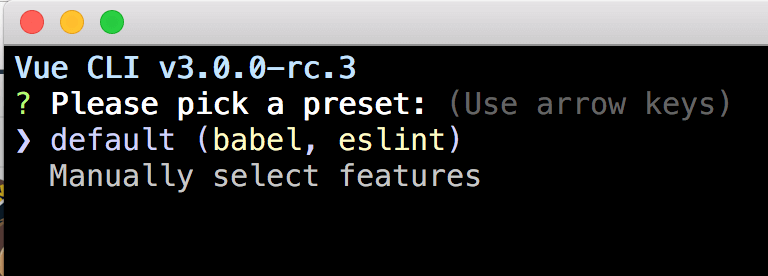 Vue CLI v3.0.0-rc.3
? Please pick a preset: (Use arrow keys)
❯ default (babel, eslint)
Manually select features